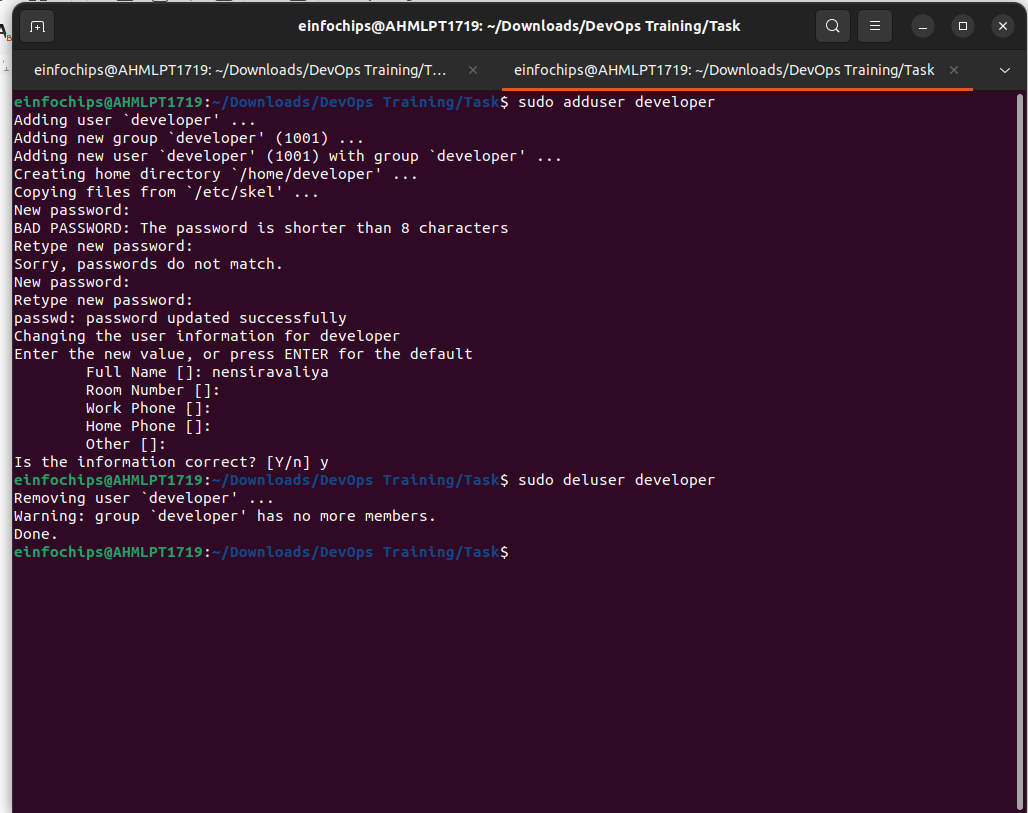 einfochips@AHMLPT1719: ~/Downloads/DevOps Training/Task
einfochips@AHMLPT1719: ~/Downloads/DevOps Training/T...
einfochips@AHMLPT1719: ~/Downloads/DevOps Training/Task
einfochips@AHMLPT1719:~/Downloads/DevOps Training/Task$ sudo adduser developer
Adding user `developer' ...
Adding new group `developer' (1001) ...
Adding new user `developer' (1001) with group `developer' ...
Creating home directory `/home/developer' ...
Copying files from `/etc/skel' ...
New password:
BAD PASSWORD: The password is shorter than 8 characters
Retype new password:
Sorry, passwords do not match.
New password:
Retype new password:
passwd: password updated successfully
Changing the user information for developer
Enter the new value, or press ENTER for the default
        Full Name []: nensiravaliya
        Room Number []:
        Work Phone []:
        Home Phone []:
        Other []:
Is the information correct? [Y/n] y
einfochips@AHMLPT1719:~/Downloads/DevOps Training/Task$ sudo deluser developer
Removing user `developer' ...
Warning: group `developer' has no more members.
Done.
einfochips@AHMLPT1719:~/Downloads/DevOps Training/Task$